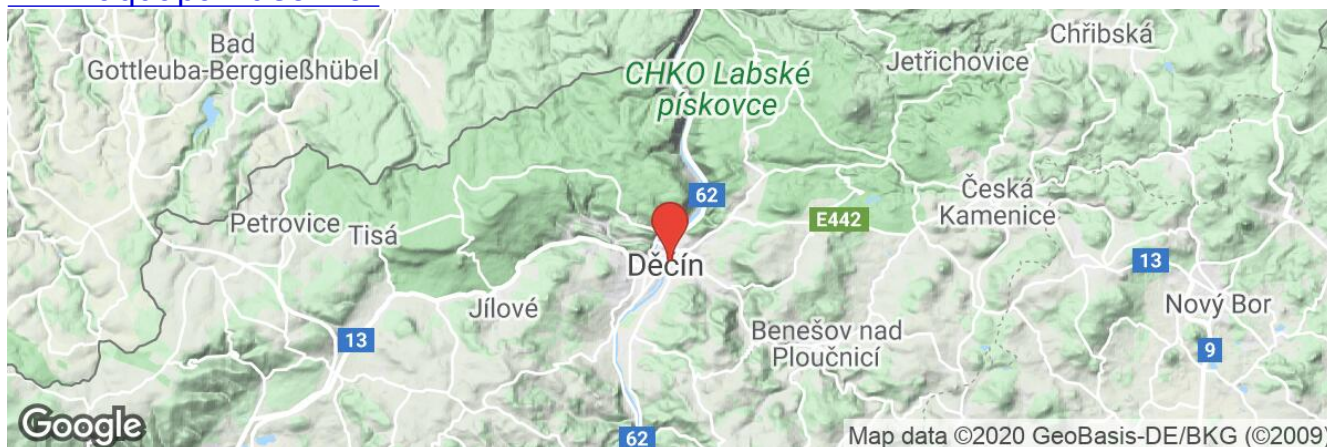 Bad
Gottleuba-Berggießhübel
Chřibská
Jetřichovice
CHKO Labské
pískovce
62
Česká
Kamenice
E442
Petrovice
Tisá
Děčín
13
Jílové
Nový Bor
Benešov nad
Ploučnicí
13
9
Google
62
Map data ©2020 GeoBasis-DE/BKG (©2009)